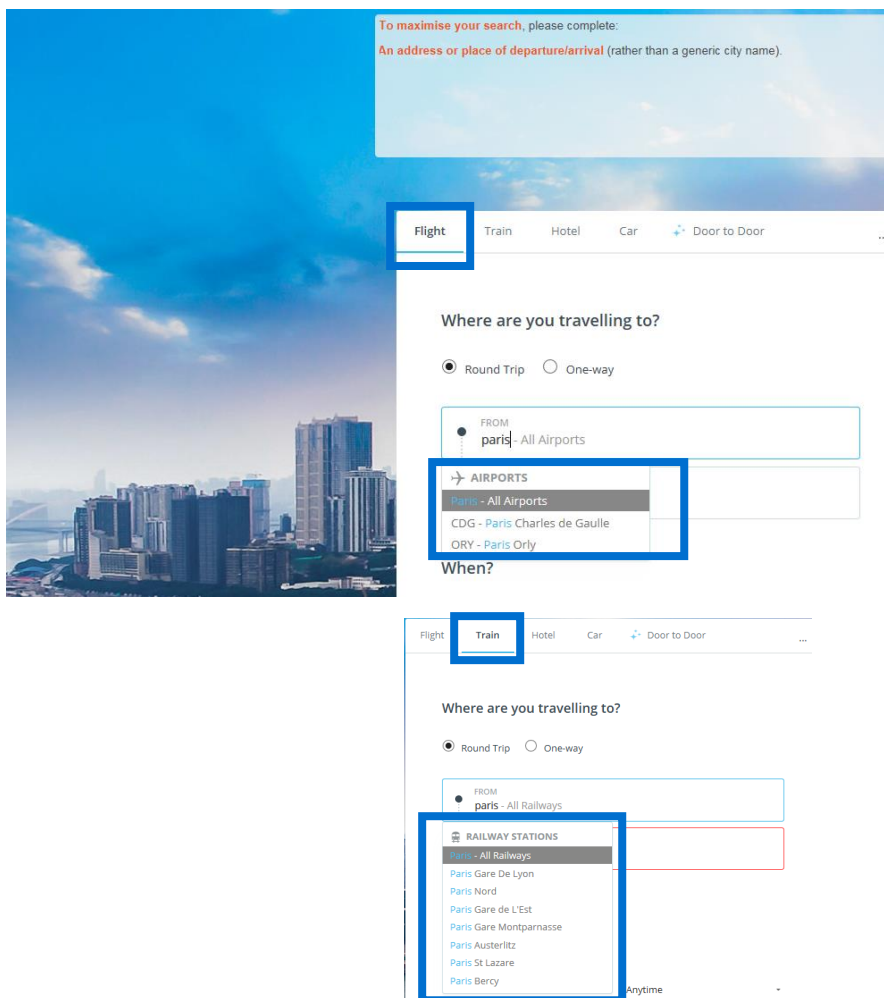 To maximise your search, please complete:
An address or place of departure/arrival (rather than a generic city name).
Flight Train Hotel Car Door to Door ...
Where are you travelling to?
Round Trip One-way
FROM
paris - All Airports
AIRPORTS
Paris - All Airports
CDG - Paris Charles de Gaulle
ORY - Paris Orly
When?
Flight Train Hotel Car Door to Door ...
Where are you travelling to?
Round Trip One-way
FROM
paris - All Railways
RAILWAY STATIONS
Paris - All Railways
Paris Gare De Lyon
Paris Nord
Paris Gare de L'Est
Paris Gare Montparnasse
Paris Austerlitz
Paris St Lazare
Paris Bercy
Anytime